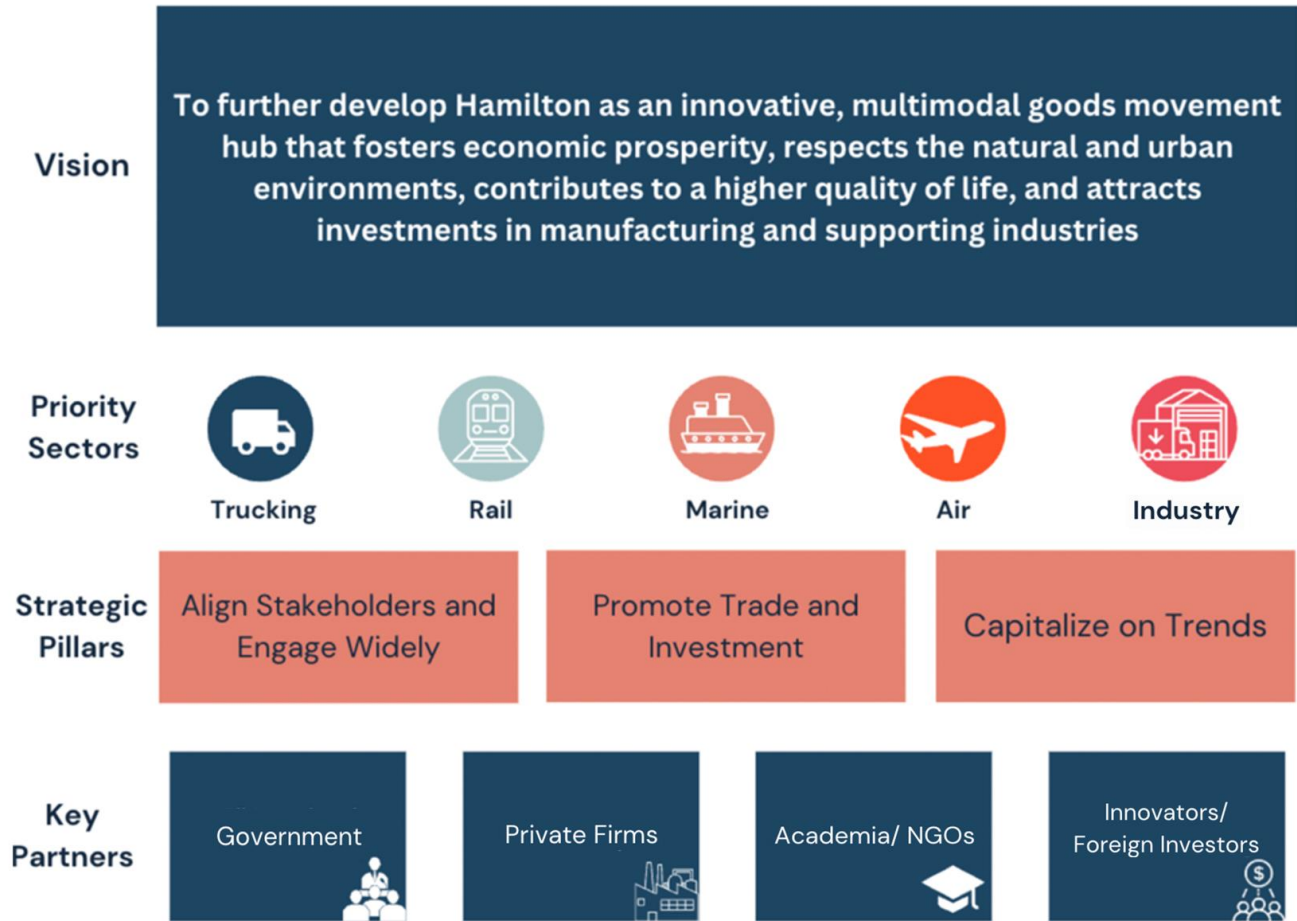 Vision
To further develop Hamilton as an innovative, multimodal goods movement
hub that fosters economic prosperity, respects the natural and urban
environments, contributes to a higher quality of life, and attracts
investments in manufacturing and supporting industries
Priority
Sectors
Trucking
Rail
Marine
Air
Industry
Strategic
Pillars
Align Stakeholders and
Engage Widely
Promote Trade and
Investment
Capitalize on Trends
Key
Partners
Government
Private Firms
Academia/ NGOs
Innovators/
Foreign Investors
$